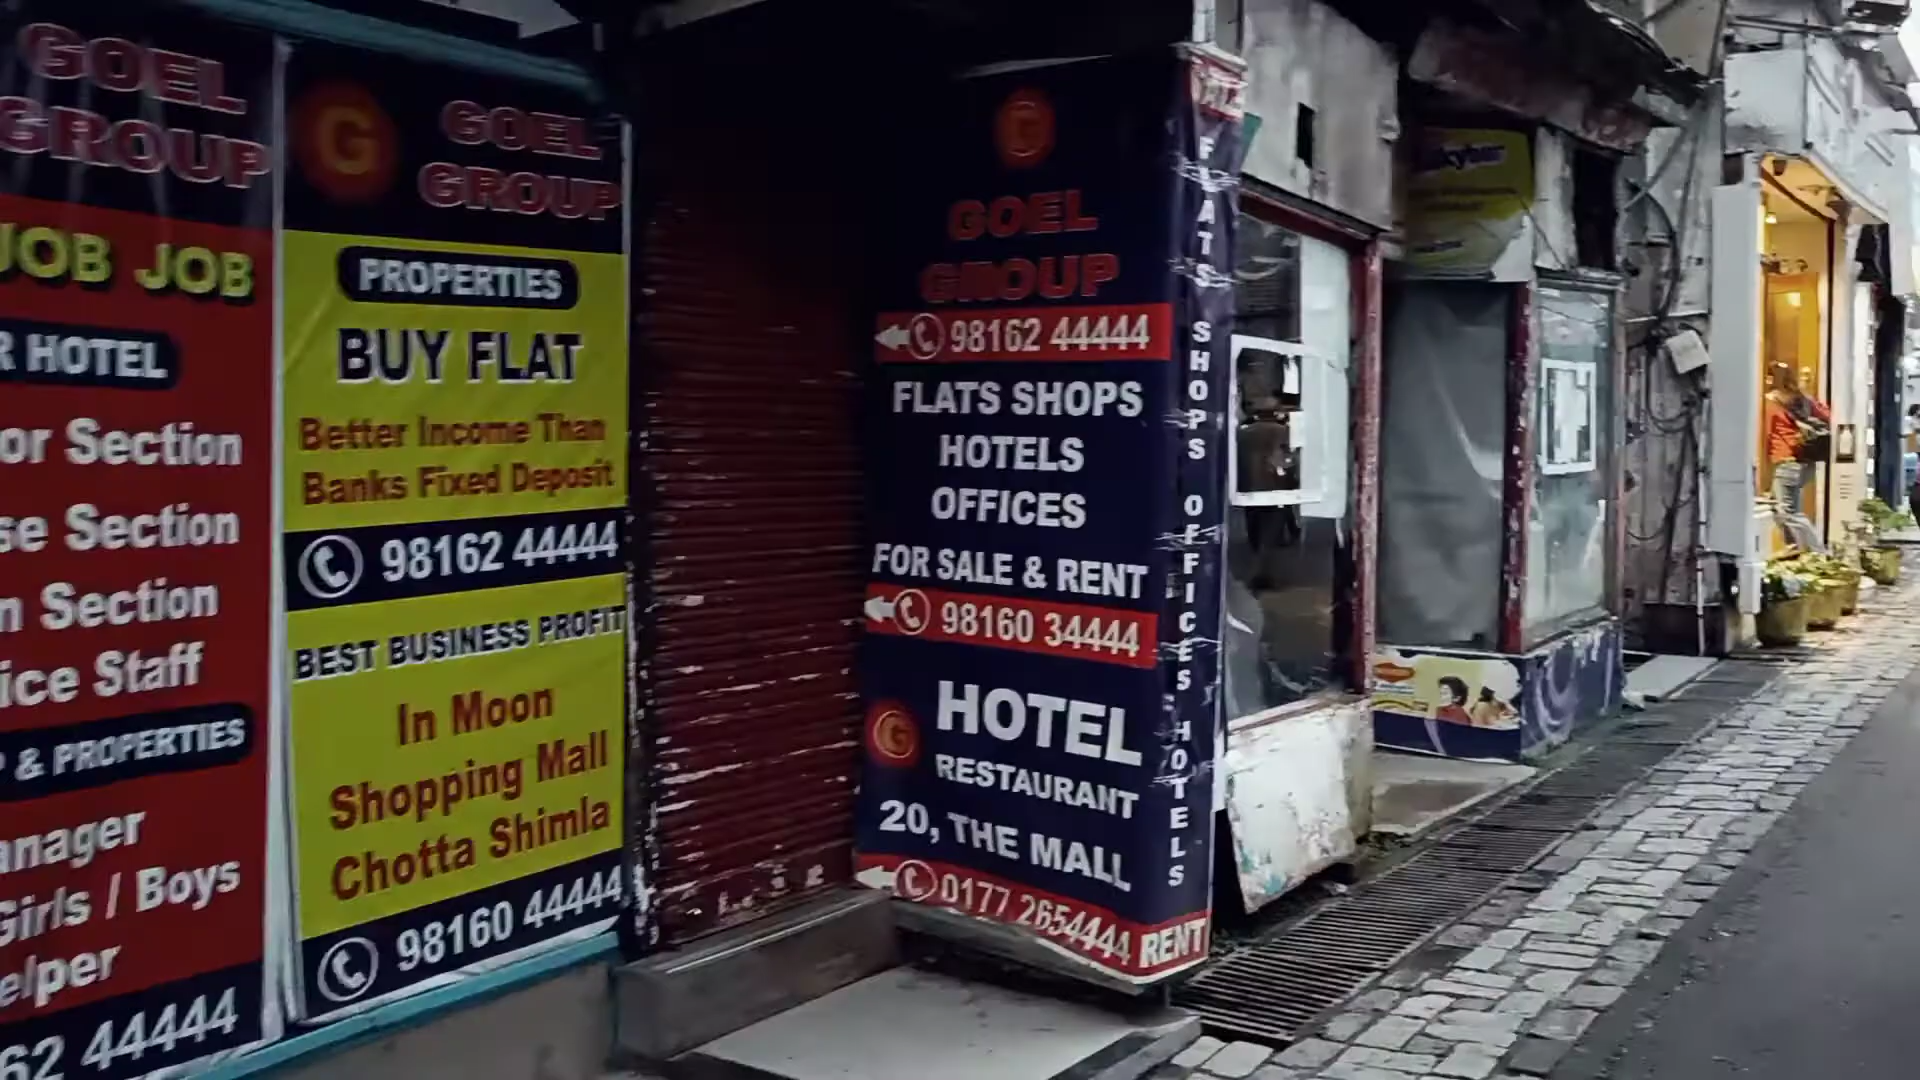 GOEL
GROUP
JOB JOB
R HOTEL
or Section
se Section
n Section
ice Staff
& PROPERTIES
anager
Girls / Boys
elper
62 44444
G
GOEL
GROUP
PROPERTIES
BUY FLAT
Better Income Than
Banks Fixed Deposit
98162 44444
BEST BUSINESS PROFIT
In Moon
Shopping Mall
Chotta Shimla
98160 44444
G
GOEL
GROUP
98162 44444
FLATS SHOPS
HOTELS
OFFICES
FOR SALE & RENT
98160 34444
G
HOTEL
RESTAURANT
20, THE MALL
0177 2654444
FLATS SHOPS OFFICES HOTELS
RENT